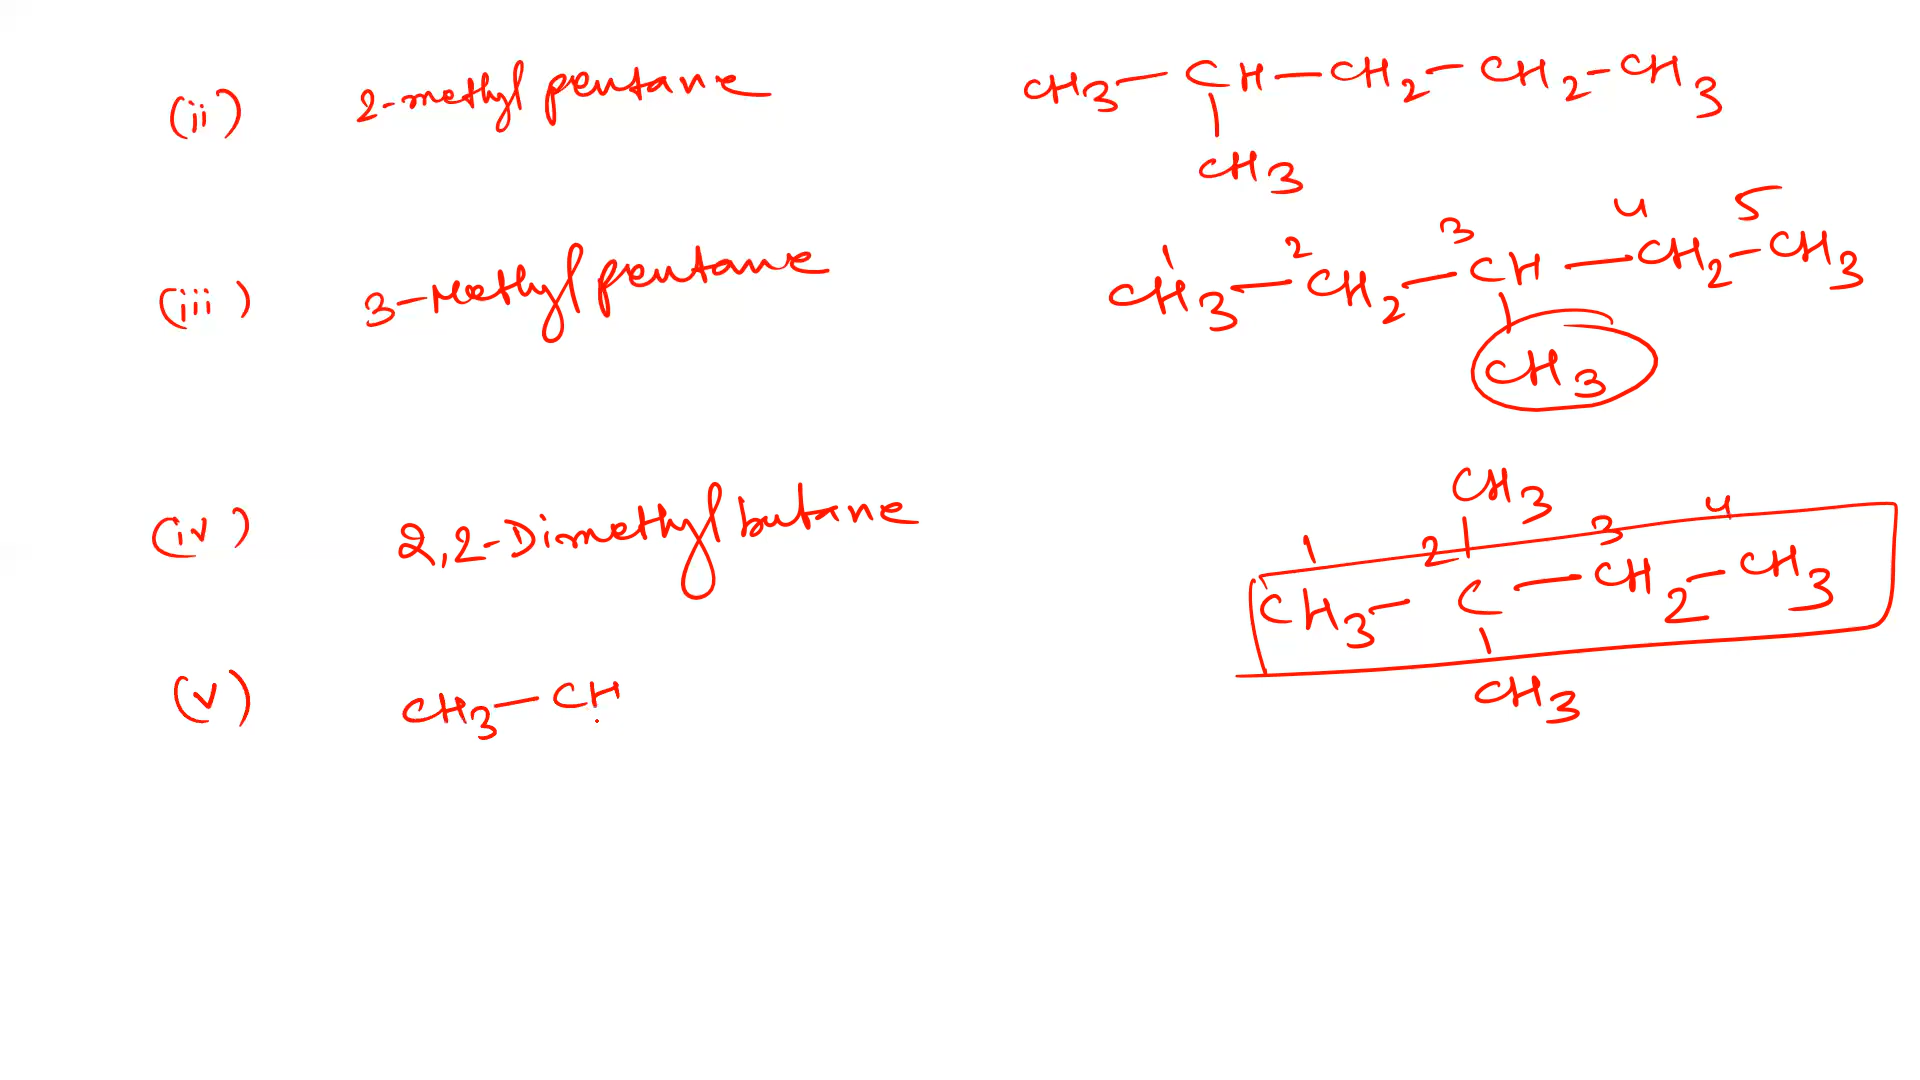 (ii) 2-methyl pentane CH3—CH—CH2—CH2—CH3
CH3
1 2 3 4 5
(iii) 3-Methyl pentane CH3—CH2—CH—CH2—CH3
CH3
CH3
1 2 3 4
(iv) 2,2-Dimethyl butane CH3—C—CH2—CH3
CH3
(v) CH3—CH